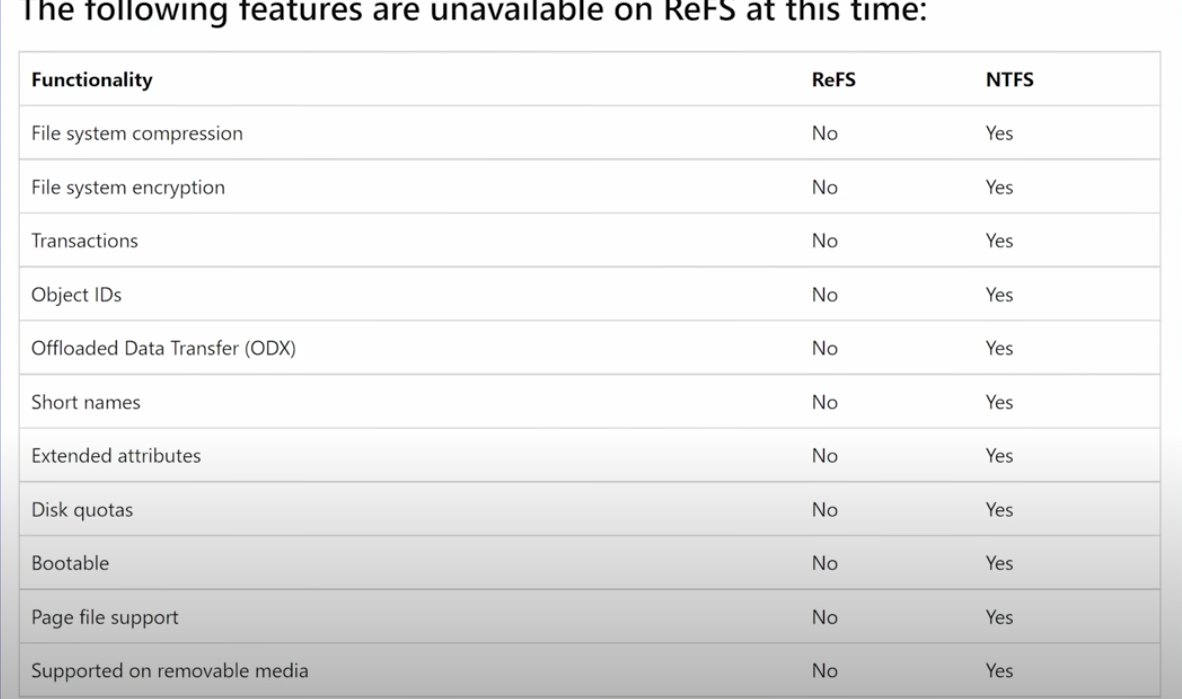 The following features are unavailable on ReFS at this time:
Functionality ReFS NTFS
File system compression No Yes
File system encryption No Yes
Transactions No Yes
Object IDs No Yes
Offloaded Data Transfer (ODX) No Yes
Short names No Yes
Extended attributes No Yes
Disk quotas No Yes
Bootable No Yes
Page file support No Yes
Supported on removable media No Yes